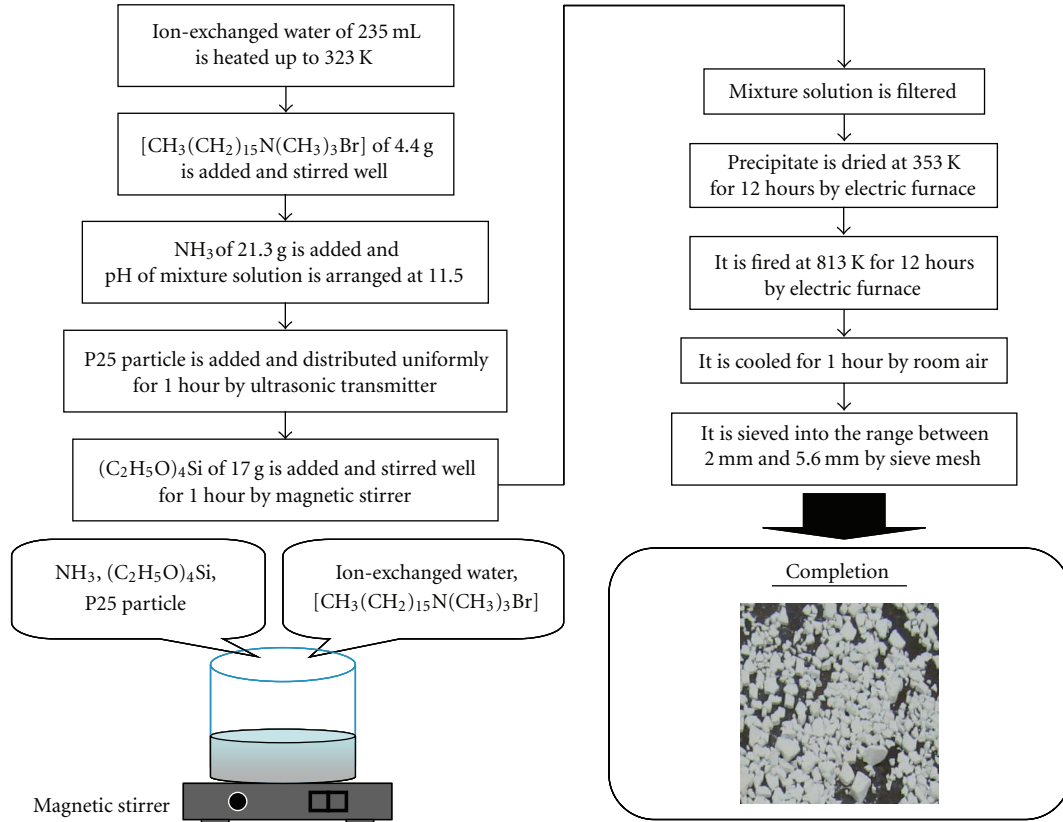 Ion-exchanged water of 235 mL
is heated up to 323 K
[CH3(CH2)15N(CH3)3Br] of 4.4 g
is added and stirred well
NH3 of 21.3 g is added and
pH of mixture solution is arranged at 11.5
P25 particle is added and distributed uniformly
for 1 hour by ultrasonic transmitter
(C2H5O)4Si of 17 g is added and stirred well
for 1 hour by magnetic stirrer
Mixture solution is filtered
Precipitate is dried at 353 K
for 12 hours by electric furnace
It is fired at 813 K for 12 hours
by electric furnace
It is cooled for 1 hour by room air
It is sieved into the range between
2 mm and 5.6 mm by sieve mesh
NH3, (C2H5O)4Si,
P25 particle
Ion-exchanged water,
[CH3(CH2)15N(CH3)3Br]
Magnetic stirrer
Completion